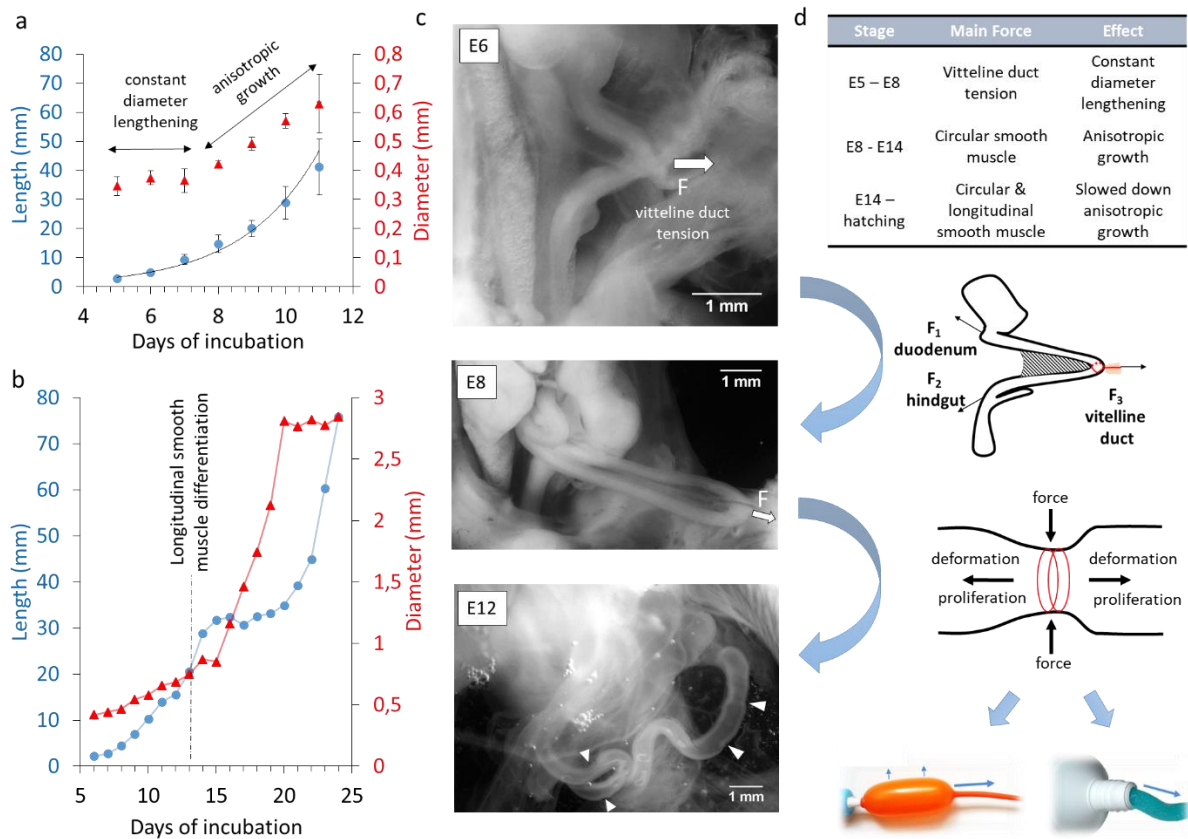 a
80
70
60
50
40
30
20
10
0
Length (mm)
constant
diameter
lengthening
anisotropic
growth
0,8
0,7
0,6
0,5
0,4
0,3
0,2
0,1
0
Diameter (mm)
4
6
8
10
12
Days of incubation
b
80
70
60
50
40
30
20
10
0
Length (mm)
Longitudinal smooth
muscle differentiation
3
2,5
2
1,5
1
0,5
0
Diameter (mm)
5
10
15
20
25
Days of incubation
c
E6
F
vitteline duct
tension
1 mm
E8
1 mm
F
E12
1 mm
d
Stage Main Force Effect
E5 – E8
Vitteline duct
tension
Constant
diameter
lengthening
E8 - E14
Circular smooth
muscle
Anisotropic
growth
E14 –
hatching
Circular &
longitudinal
smooth muscle
Slowed down
anisotropic
growth
F1
duodenum
F2
hindgut
F3
vitelline
duct
force
deformation
proliferation
deformation
proliferation
force